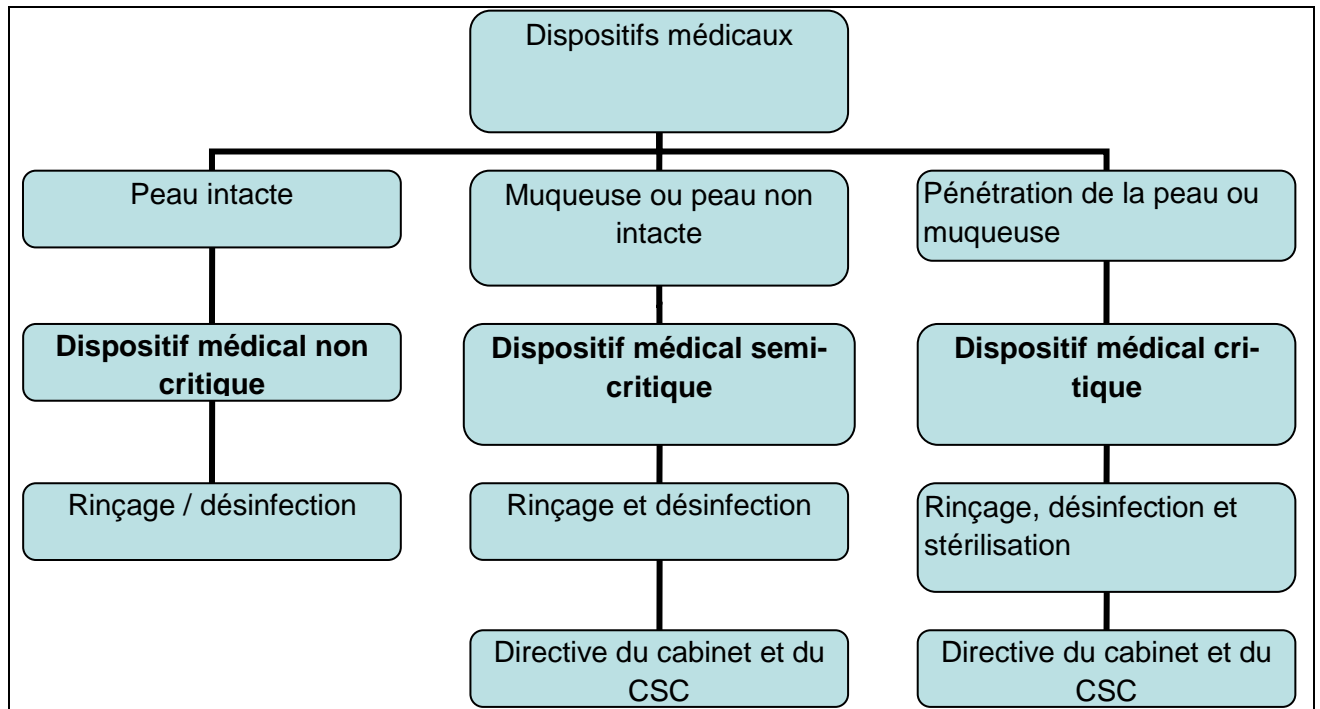 Dispositifs médicaux
Peau intacte
Muqueuse ou peau non
intacte
Pénétration de la peau ou
muqueuse
Dispositif médical non
critique
Dispositif médical semi-
critique
Dispositif médical cri-
tique
Rinçage / désinfection
Rinçage et désinfection
Rinçage, désinfection et
stérilisation
Directive du cabinet et du
CSC
Directive du cabinet et du
CSC